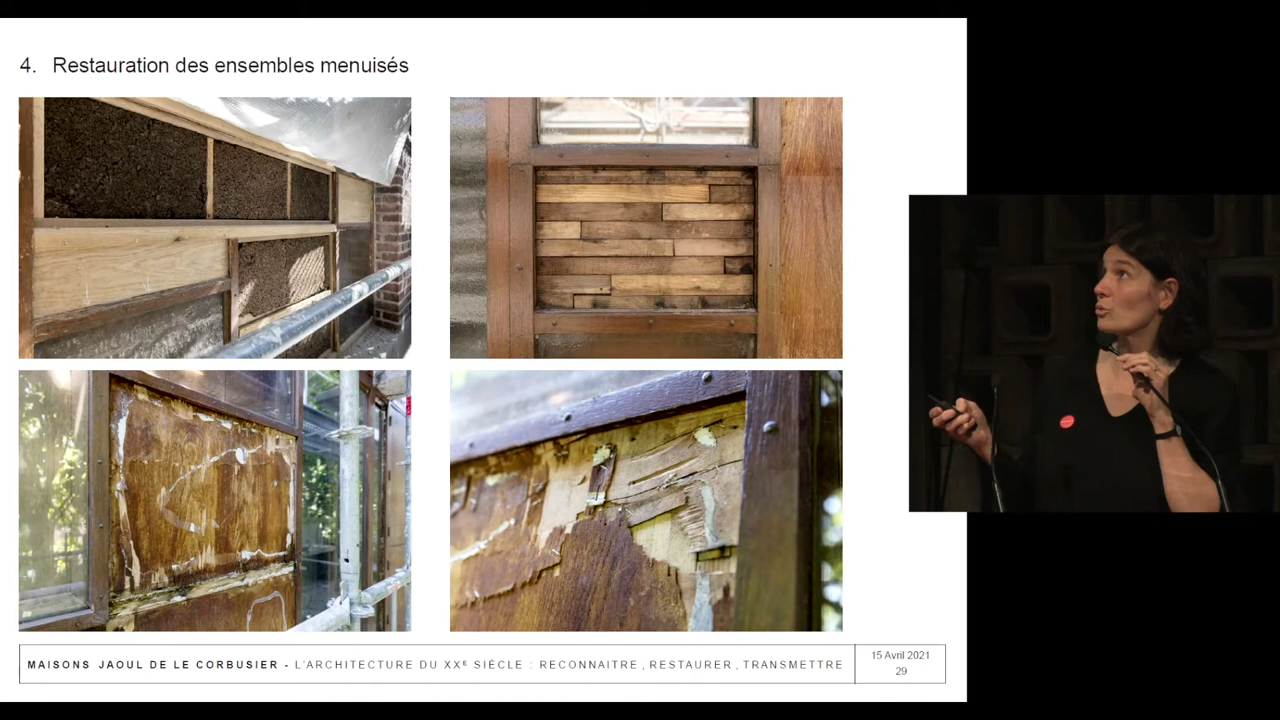 4. Restauration des ensembles menuisés
MAISONS JAOUL DE LE CORBUSIER - L'ARCHITECTURE DU XXE SIÈCLE : RECONNAITRE , RESTAURER , TRANSMETTRE
15 Avril 2021
29